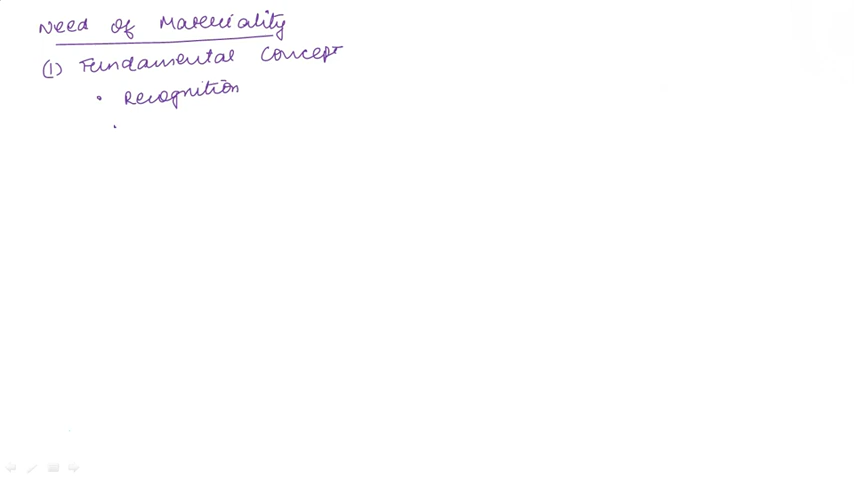 Need of Materiality
(1) Fundamental Concept
• Recognition
•